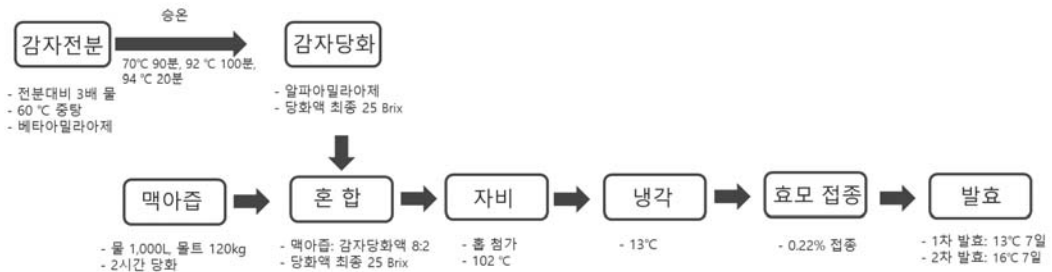 승온
감자전분
감자당화
70℃ 90분, 92 ℃ 100분,
94 ℃ 20분
- 전분대비 3배 물
- 60 ℃ 중탕
- 베타아밀라아제
- 알파아밀라아제
- 당화액 최종 25 Brix
맥아즙
혼 합
자비
냉각
효모 접종
발효
- 물 1,000L, 몰트 120kg
- 2시간 당화
- 맥아즙: 감자당화액 8:2
- 당화액 최종 25 Brix
- 홉 첨가
- 102 ℃
- 13℃
- 0.22% 접종
- 1차 발효: 13℃ 7일
- 2차 발효: 16℃ 7일